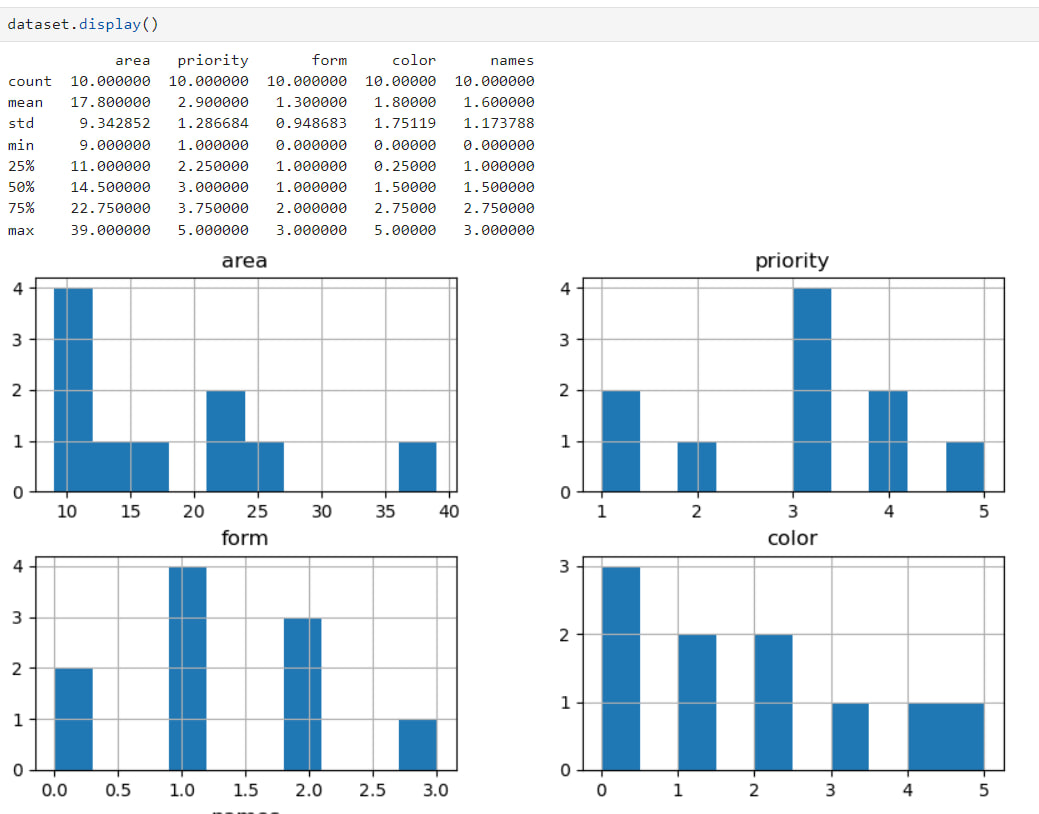 dataset.display()
area priority form color names
count 10.000000 10.000000 10.000000 10.00000 10.000000
mean 17.800000 2.900000 1.300000 1.80000 1.600000
std 9.342852 1.286684 0.948683 1.75119 1.173788
min 9.000000 1.000000 0.000000 0.00000 0.000000
25% 11.000000 2.250000 1.000000 0.25000 1.000000
50% 14.500000 3.000000 1.000000 1.50000 1.500000
75% 22.750000 3.750000 2.000000 2.75000 2.750000
max 39.000000 5.000000 3.000000 5.00000 3.000000
area
4
3
2
1
0
10 15 20 25 30 35 40
priority
4
3
2
1
0
1 2 3 4 5
form
4
3
2
1
0
0.0 0.5 1.0 1.5 2.0 2.5 3.0
color
3
2
1
0
0 1 2 3 4 5